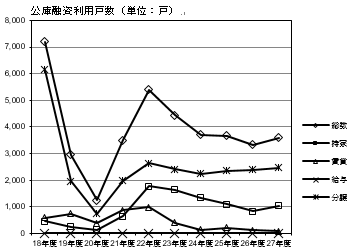 公庫融資利用戸数（単位：戸）
8,000
7,000
6,000
5,000
4,000
3,000
2,000
1,000
0
18年度 19年度 20年度 21年度 22年度 23年度 24年度 25年度 26年度 27年度
総数
持家
賃貸
給与
分譲